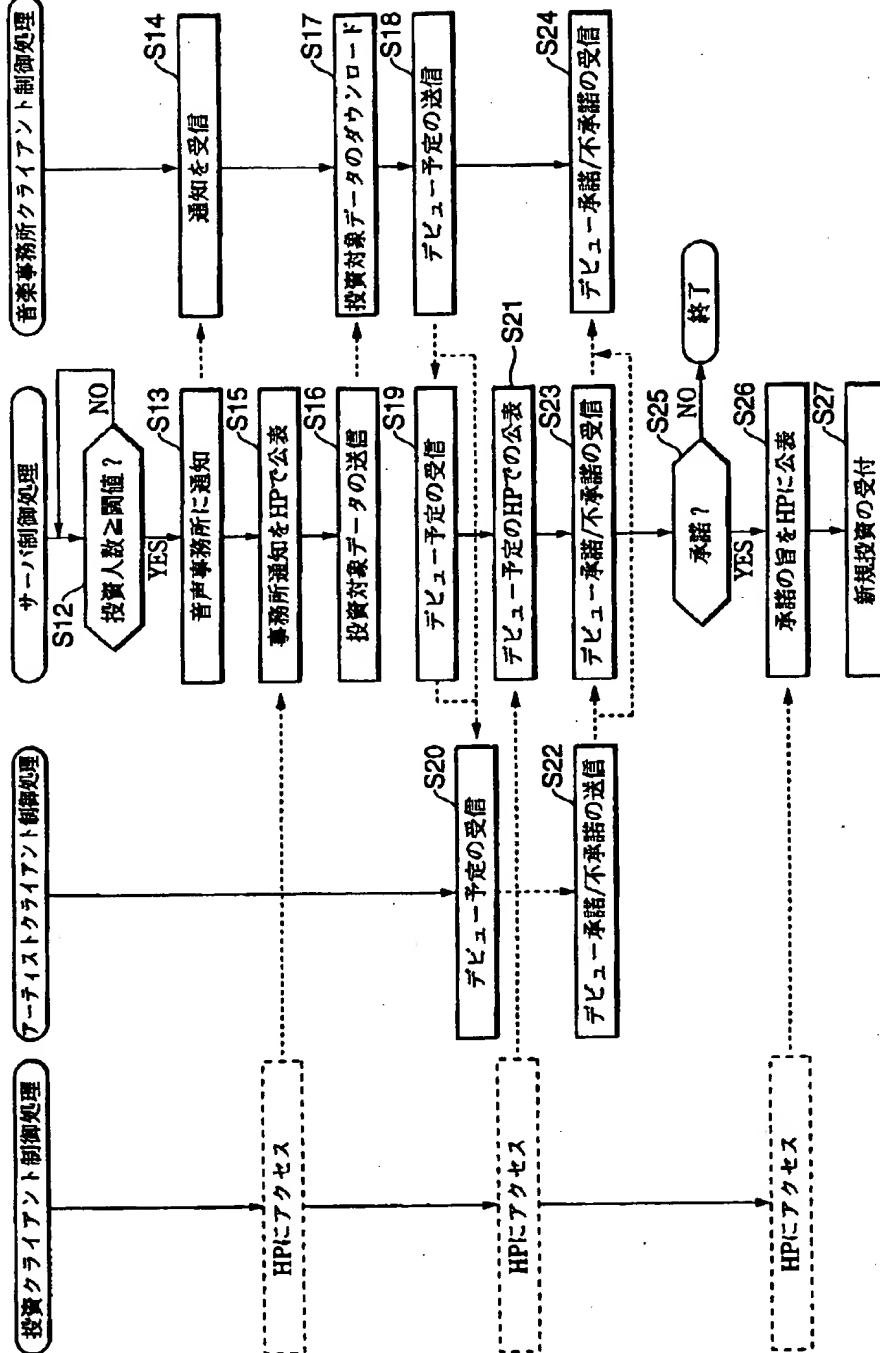 投資クライアント制御処理
アーティストクライアント制御処理
サーバ制御処理
音楽事務所クライアント制御処理
S12
投資人数≧閾値?
NO
YES
S13
音声事務所に通知
S14
通知を受信
HPにアクセス
S15
事務所通知をHPで公表
S16
投資対象データの送信
S17
投資対象データのダウンロード
S18
デビュー予定の送信
S19
デビュー予定の受信
S20
デビュー予定の受信
HPにアクセス
S21
デビュー予定のHPでの公表
S22
デビュー承諾/不承諾の送信
S23
デビュー承諾/不承諾の受信
S24
デビュー承諾/不承諾の受信
S25
承諾?
NO
終了
YES
HPにアクセス
S26
承諾の旨をHPに公表
S27
新規投資の受付